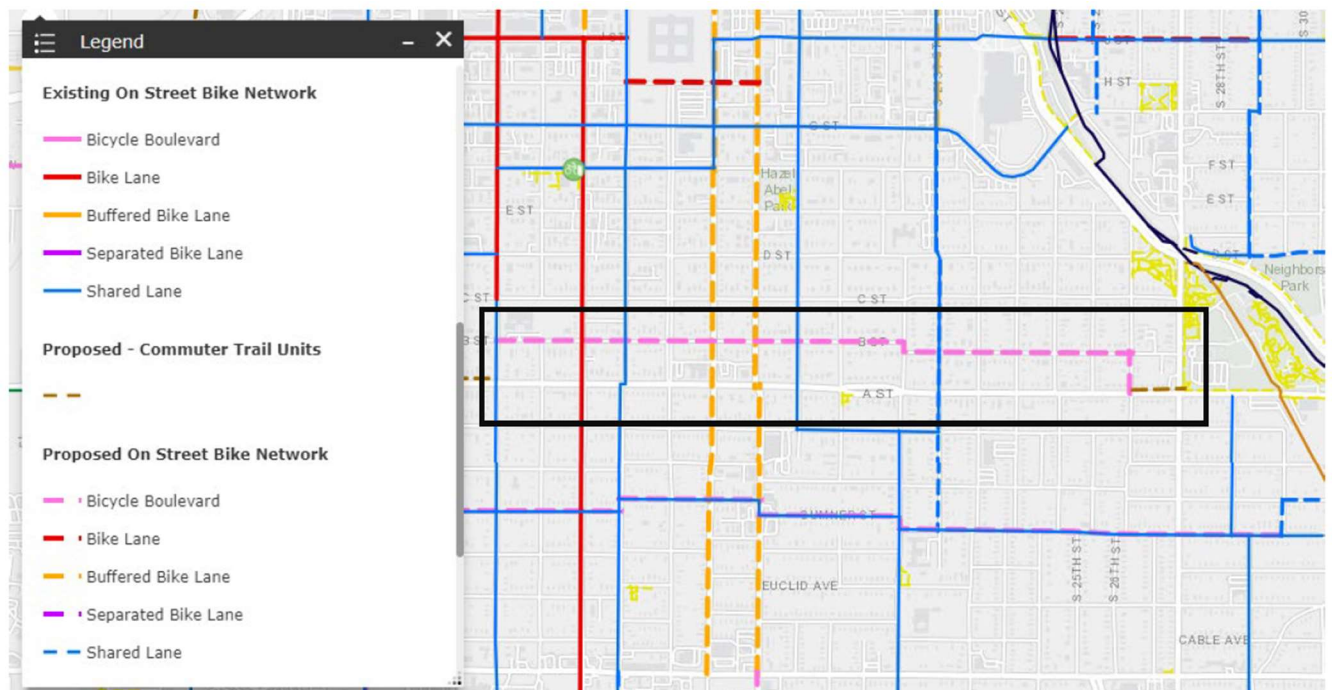 Legend
Existing On Street Bike Network
Bicycle Boulevard
Bike Lane
Buffered Bike Lane
Separated Bike Lane
Shared Lane
Proposed - Commuter Trail Units
Proposed On Street Bike Network
Bicycle Boulevard
Bike Lane
Buffered Bike Lane
Separated Bike Lane
Shared Lane
H ST
S 28TH ST
G ST
F ST
E ST
E ST
Hazel
Abel
Park
D ST
D ST
Neighbors
Park
C ST
C ST
B ST
B ST
A ST
SUMNER ST
EUCLID AVE
S 25TH ST
S 26TH ST
CABLE AVE